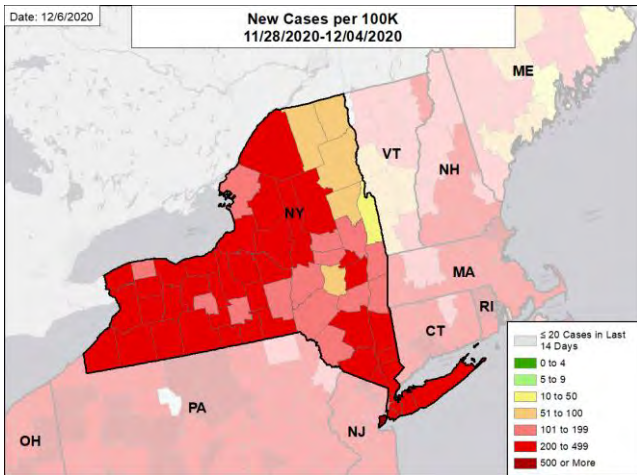 Date: 12/6/2020
New Cases per 100K
11/28/2020-12/04/2020
ME
VT
NH
NY
MA
CT
RI
PA
NJ
OH
≤ 20 Cases in Last
14 Days
0 to 4
5 to 9
10 to 50
51 to 100
101 to 199
200 to 499
500 or More